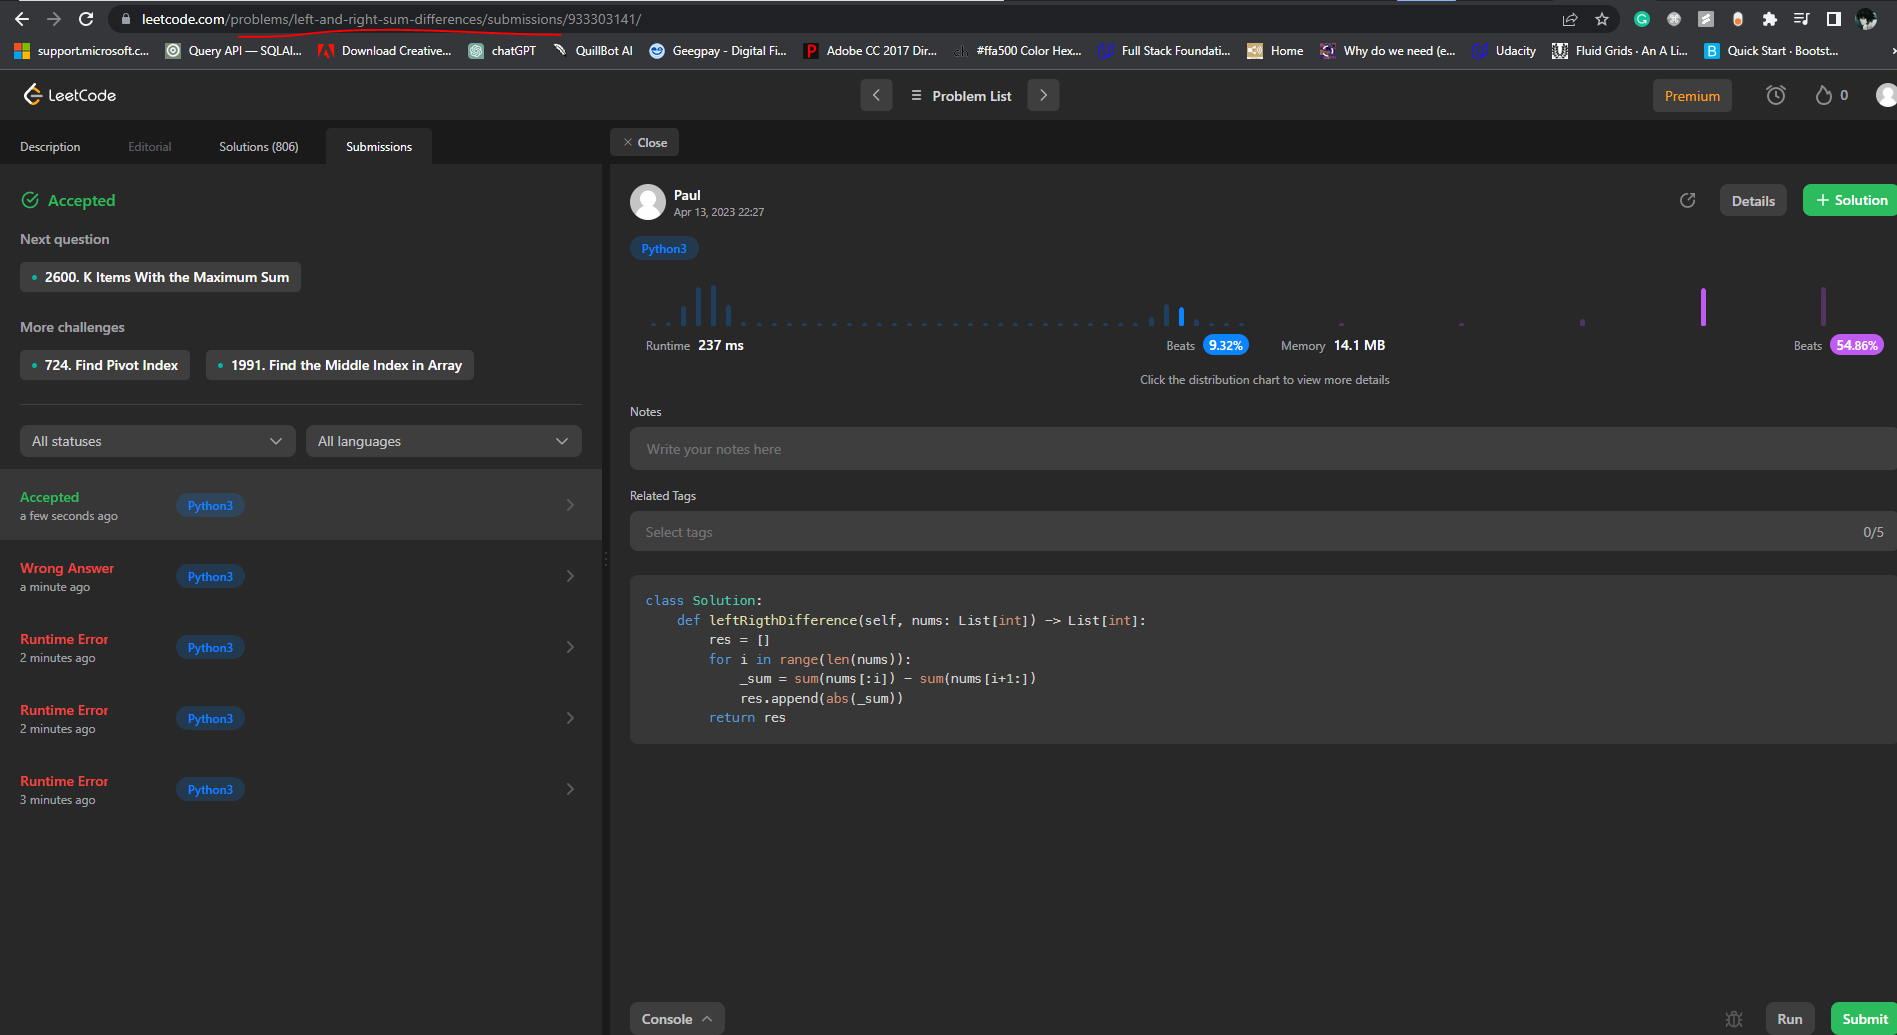 leetcode.com/problems/left-and-right-sum-differences/submissions/933303141/
support.microsoft.c... Query API — SQLAl... Download Creative... chatGPT QuillBot AI Geegpay - Digital Fi... Adobe CC 2017 Dir... #ffa500 Color Hex... Full Stack Foundati... Home Why do we need (e... Udacity Fluid Grids · An A Li... Quick Start · Bootst...
LeetCode
Problem List
Premium
0
Description Editorial Solutions (806) Submissions
× Close
Accepted
Next question
2600. K Items With the Maximum Sum
More challenges
724. Find Pivot Index 1991. Find the Middle Index in Array
All statuses All languages
Accepted Python3
a few seconds ago
Wrong Answer Python3
a minute ago
Runtime Error Python3
2 minutes ago
Runtime Error Python3
2 minutes ago
Runtime Error Python3
3 minutes ago
Paul
Apr 13, 2023 22:27
Details
+ Solution
Python3
Runtime 237 ms Beats 9.32% Memory 14.1 MB Beats 54.86%
Click the distribution chart to view more details
Notes
Write your notes here
Related Tags
Select tags 0/5
class Solution:
    def leftRigthDifference(self, nums: List[int]) -> List[int]:
        res = []
        for i in range(len(nums)):
            _sum = sum(nums[:i]) - sum(nums[i+1:])
            res.append(abs(_sum))
        return res
Console
Run
Submit